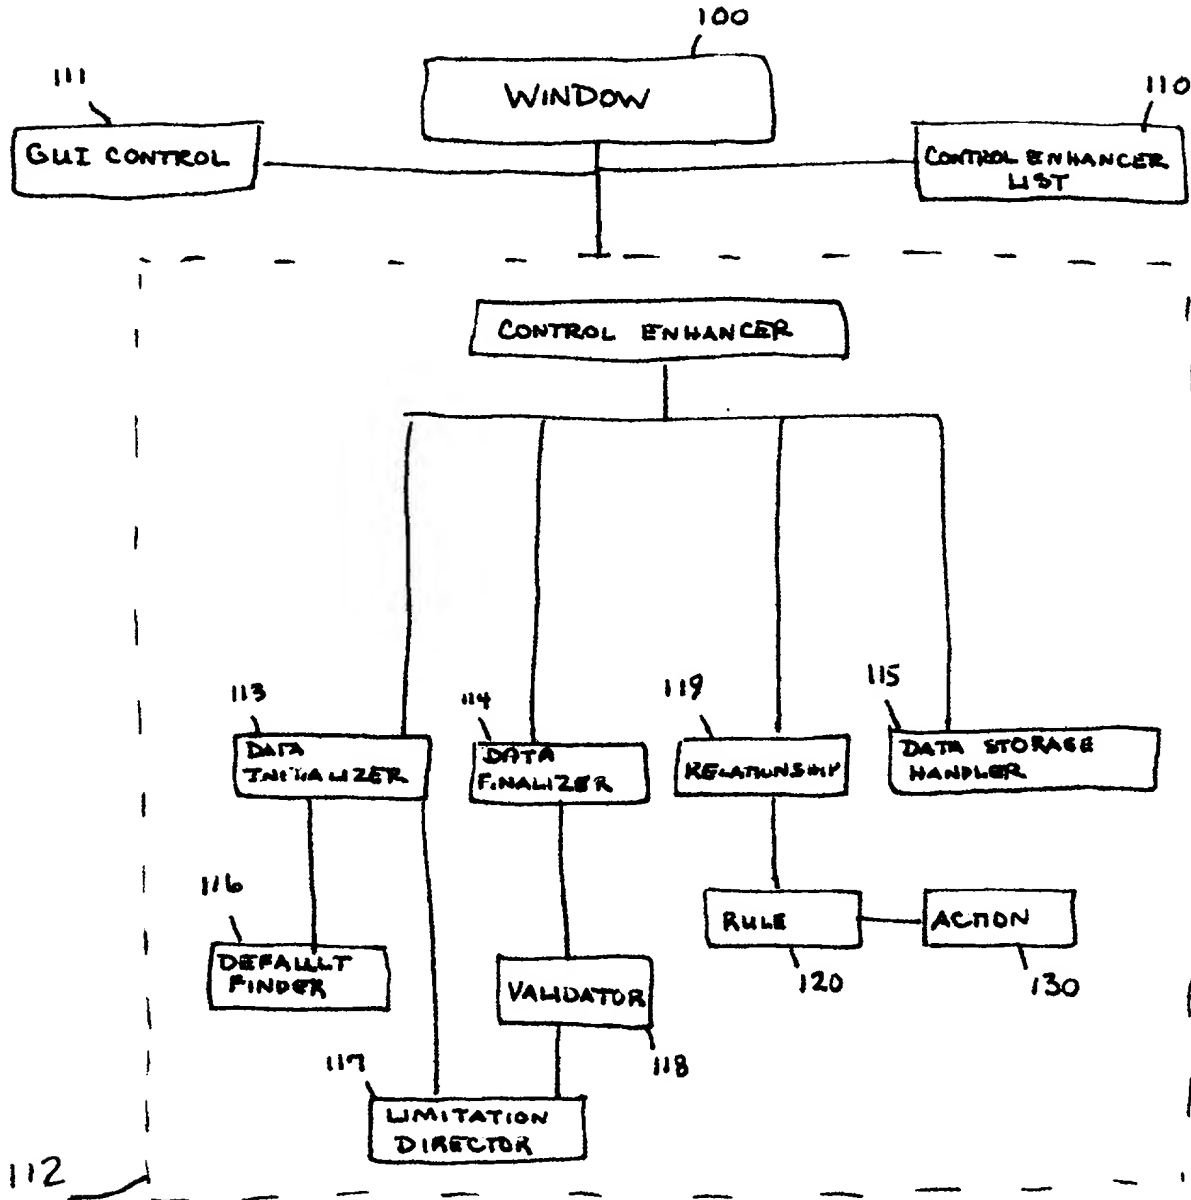 100
WINDOW
111
GUI CONTROL
110
CONTROL ENHANCER
LIST
CONTROL ENHANCER
113
DATA
INITIALIZER
114
DATA
FINALIZER
119
RELATIONSHIP
115
DATA STORAGE
HANDLER
116
DEFAULT
FINDER
VALIDATOR
118
RULE
120
ACTION
130
117
LIMITATION
DIRECTOR
112